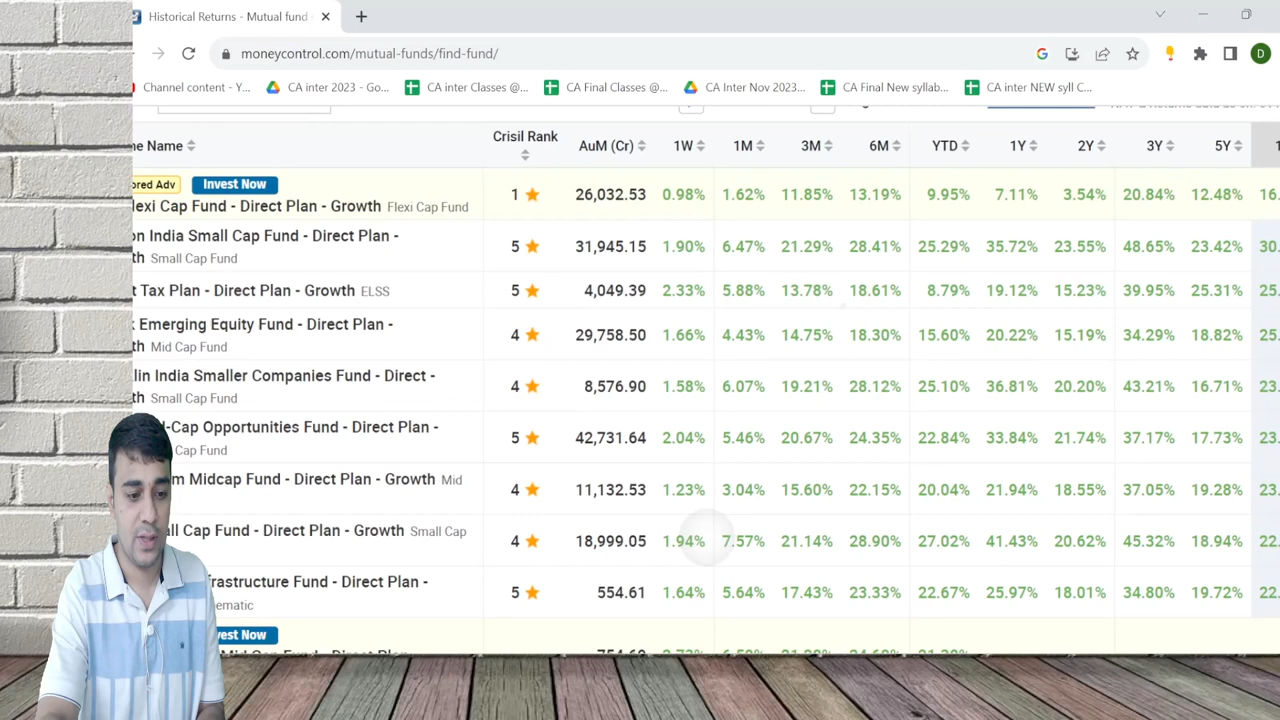 Historical Returns - Mutual fund
moneycontrol.com/mutual-funds/find-fund/
D
Channel content - Y... CA inter 2023 - Go... CA inter Classes @... CA Final Classes @... CA Inter Nov 2023... CA Final New syllab... CA inter NEW syll C...
me Name Crisil Rank AuM (Cr) 1W 1M 3M 6M YTD 1Y 2Y 3Y 5Y
ored Adv Invest Now
lexi Cap Fund - Direct Plan - Growth Flexi Cap Fund 1 26,032.53 0.98% 1.62% 11.85% 13.19% 9.95% 7.11% 3.54% 20.84% 12.48% 16.
on India Small Cap Fund - Direct Plan -
th Small Cap Fund 5 31,945.15 1.90% 6.47% 21.29% 28.41% 25.29% 35.72% 23.55% 48.65% 23.42% 30.
t Tax Plan - Direct Plan - Growth ELSS 5 4,049.39 2.33% 5.88% 13.78% 18.61% 8.79% 19.12% 15.23% 39.95% 25.31% 25.
k Emerging Equity Fund - Direct Plan -
th Mid Cap Fund 4 29,758.50 1.66% 4.43% 14.75% 18.30% 15.60% 20.22% 15.19% 34.29% 18.82% 25.
lin India Smaller Companies Fund - Direct -
th Small Cap Fund 4 8,576.90 1.58% 6.07% 19.21% 28.12% 25.10% 36.81% 20.20% 43.21% 16.71% 23.
-Cap Opportunities Fund - Direct Plan -
Cap Fund 5 42,731.64 2.04% 5.46% 20.67% 24.35% 22.84% 33.84% 21.74% 37.17% 17.73% 23.
m Midcap Fund - Direct Plan - Growth Mid 4 11,132.53 1.23% 3.04% 15.60% 22.15% 20.04% 21.94% 18.55% 37.05% 19.28% 23.
all Cap Fund - Direct Plan - Growth Small Cap 4 18,999.05 1.94% 7.57% 21.14% 28.90% 27.02% 41.43% 20.62% 45.32% 18.94% 22.
frastructure Fund - Direct Plan -
ematic 5 554.61 1.64% 5.64% 17.43% 23.33% 22.67% 25.97% 18.01% 34.80% 19.72% 22.
vest Now